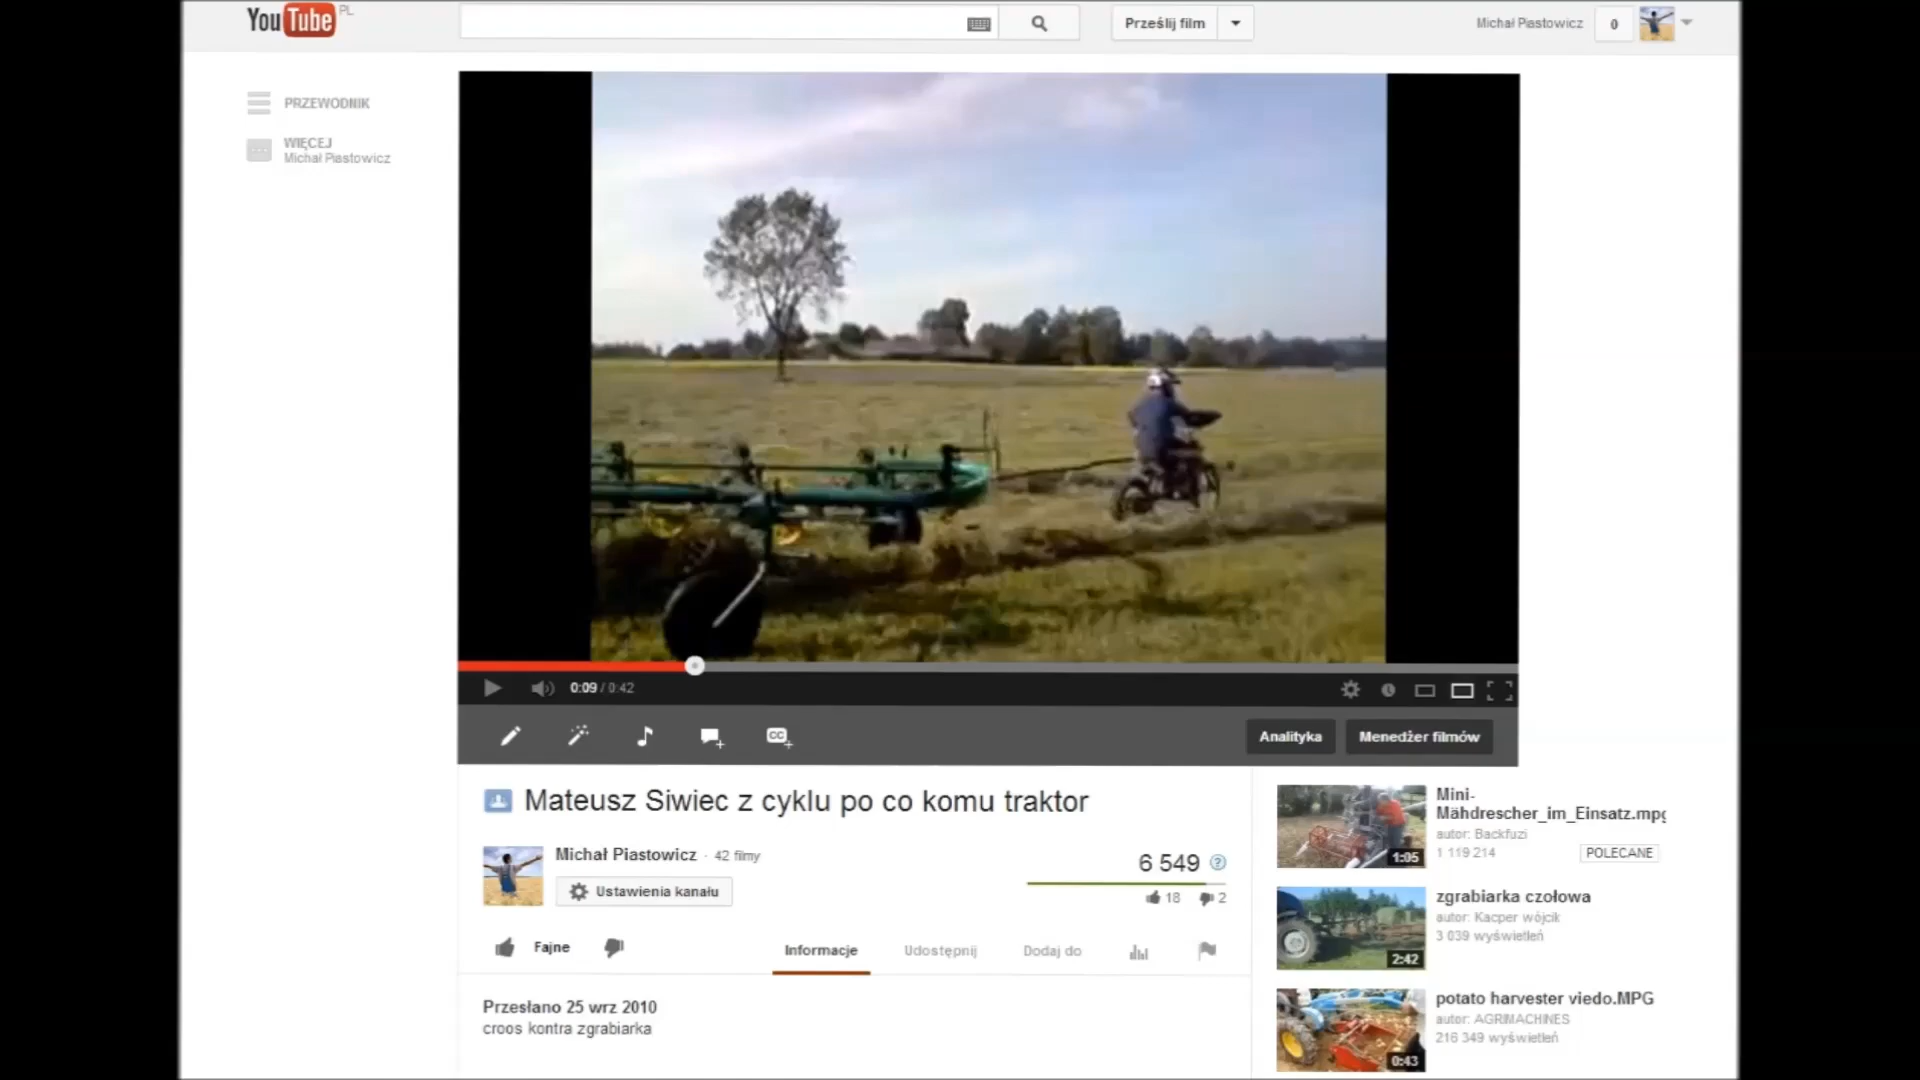 YouTube PL
Prześlij film
Michał Piastowicz
0
PRZEWODNIK
WIĘCEJ
Michał Piastowicz
0:09 / 0:42
CC
Analityka
Menedżer filmów
Mateusz Siwiec z cyklu po co komu traktor
Michał Piastowicz · 42 filmy
Ustawienia kanału
6 549
18
2
Fajne
Informacje
Udostępnij
Dodaj do
Przesłano 25 wrz 2010
croos kontra zgrabiarka
Mini-
Mähdrescher_im_Einsatz.mpg
autor: Backfuzi
1 119 214
POLECANE
1:05
zgrabiarka czołowa
autor: Kacper wójcik
3 039 wyświetleń
2:42
potato harvester viedo.MPG
autor: AGRIMACHINES
216 349 wyświetleń
0:43